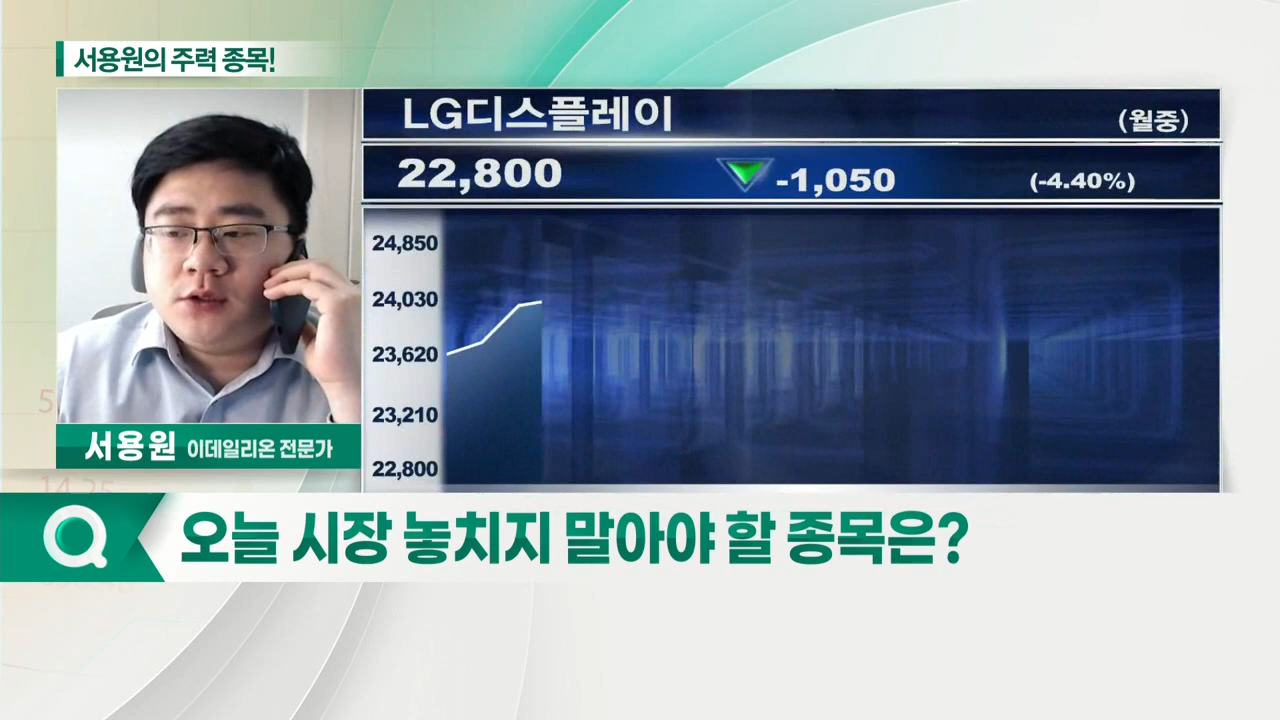 서용원의 주력 종목!
LG디스플레이 (월중)
22,800 -1,050 (-4.40%)
24,850
24,030
23,620
23,210
22,800
서용원 이데일리온 전문가
Q 오늘 시장 놓치지 말아야 할 종목은?